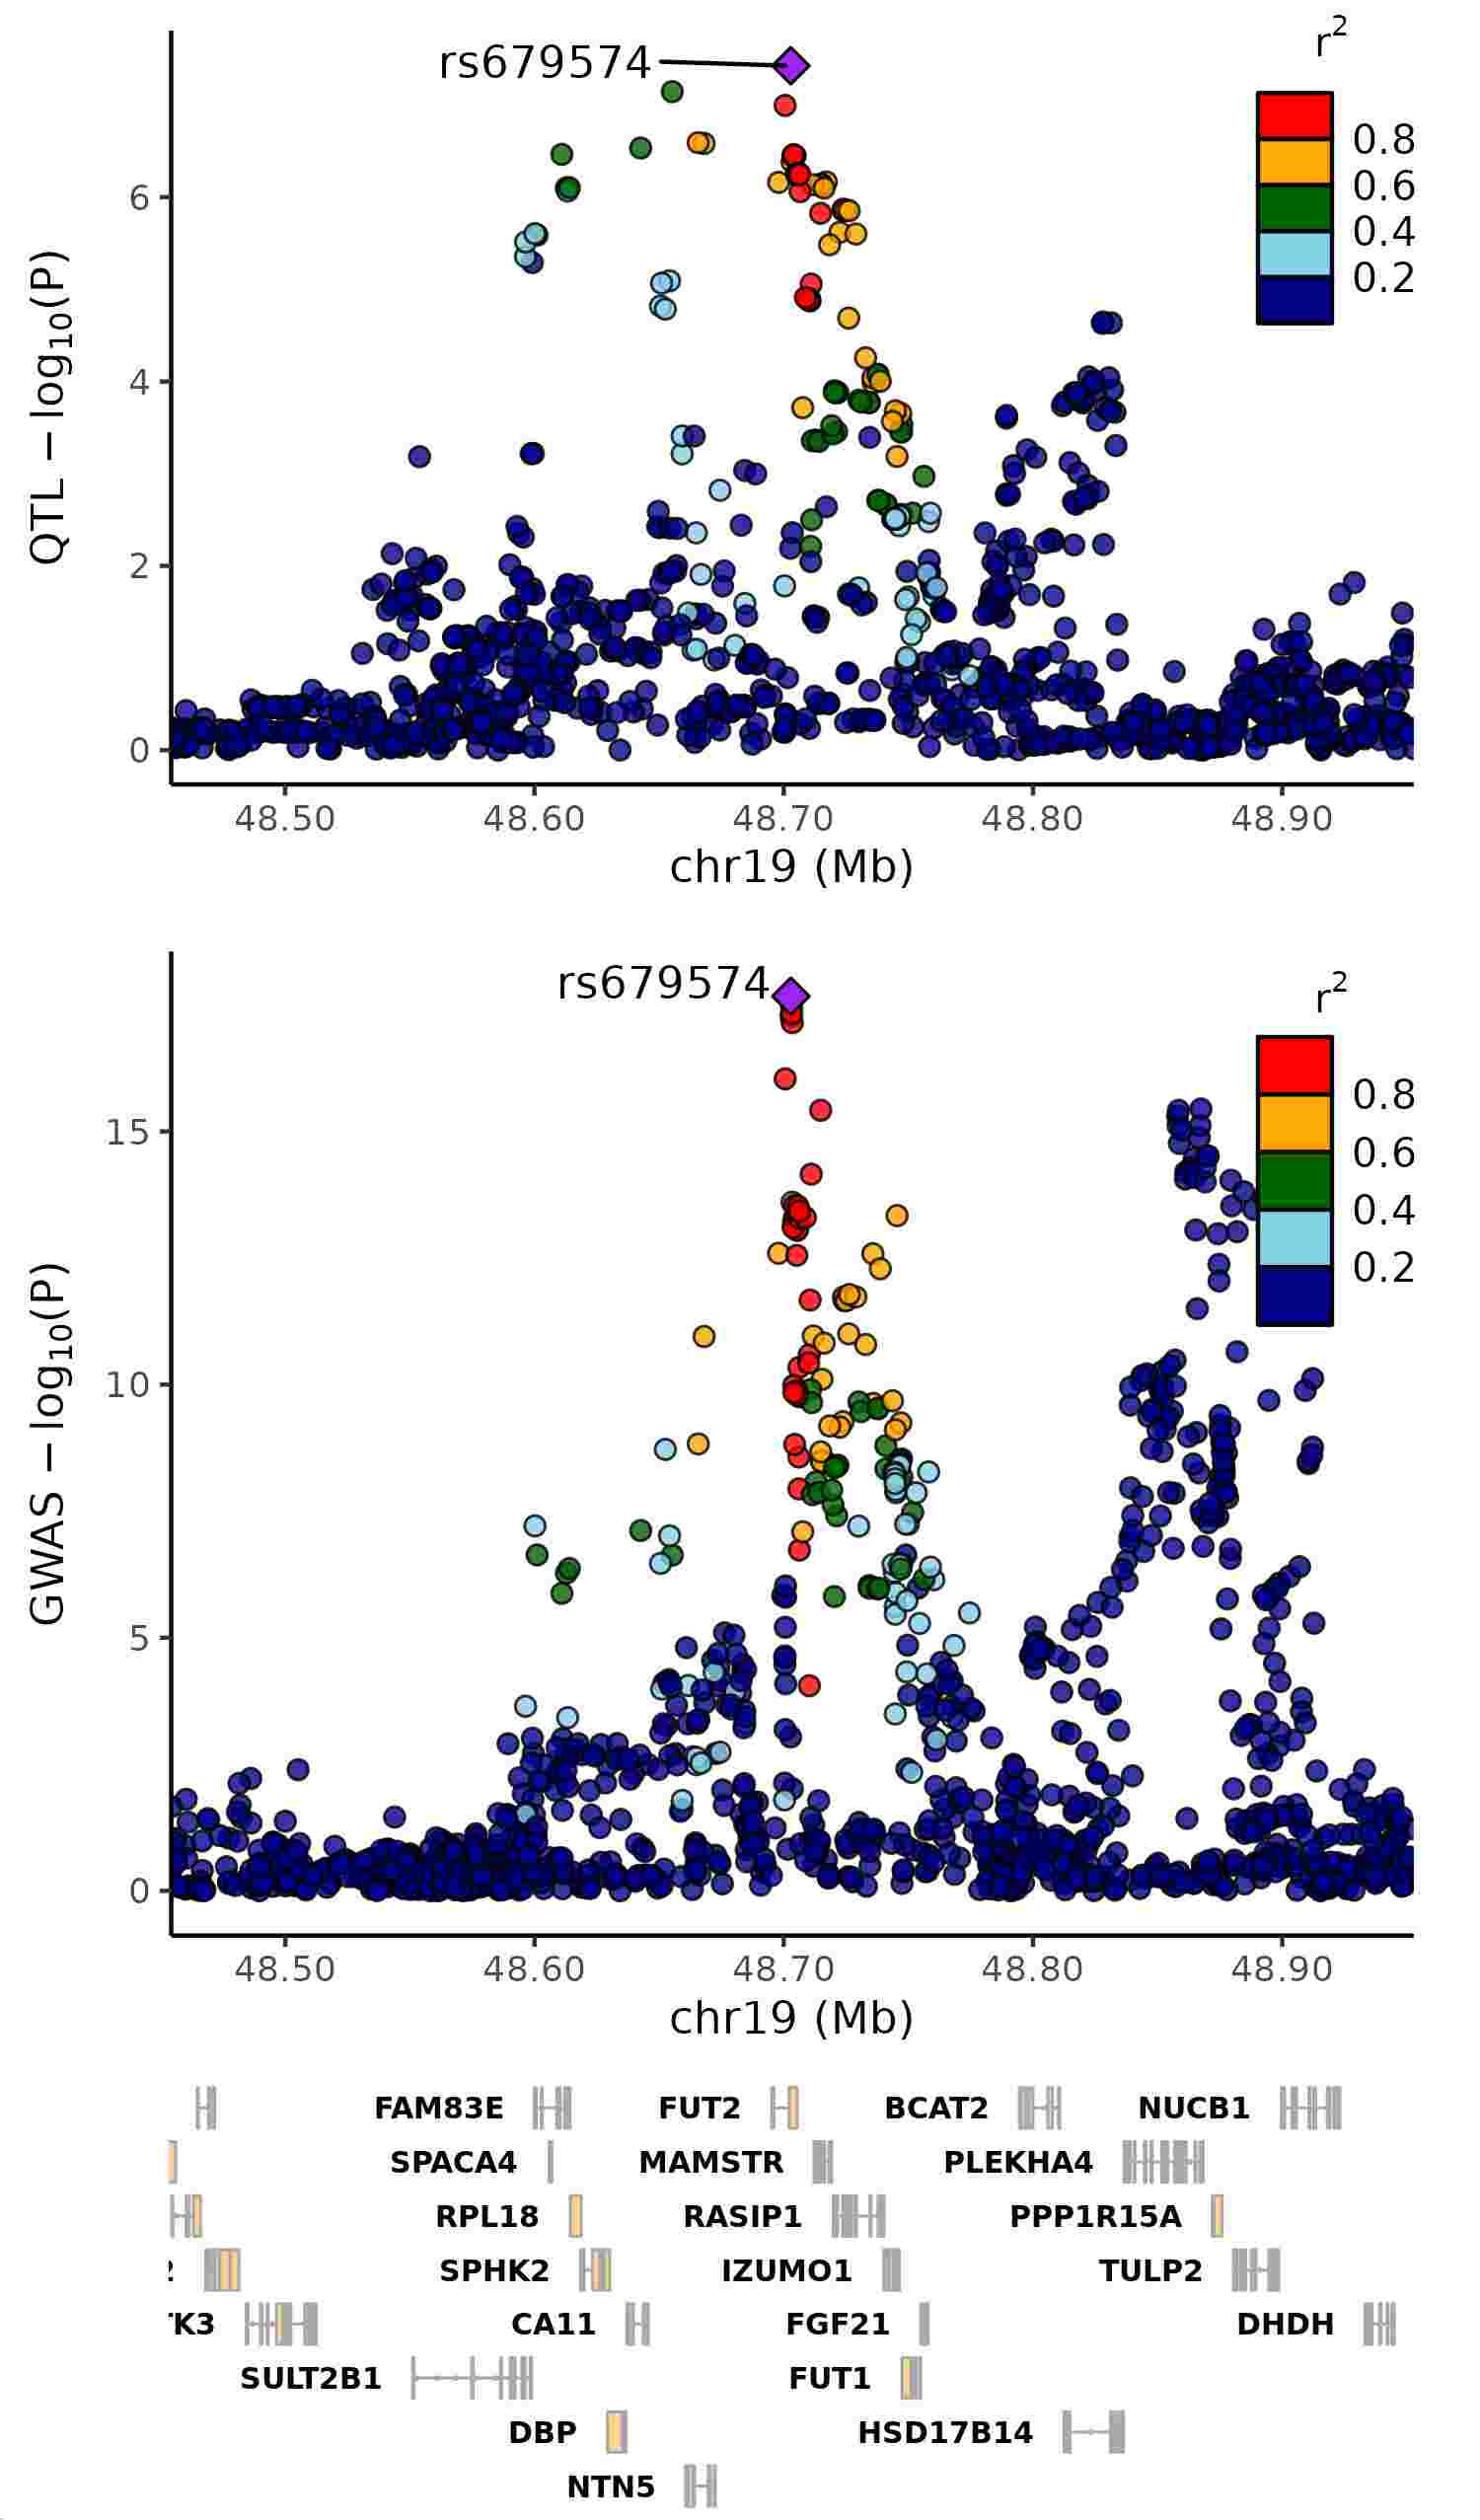 r²
rs679574
0.8
0.6
0.4
0.2
6
4
2
0
QTL −log₁₀(P)
48.50 48.60 48.70 48.80 48.90
chr19 (Mb)
rs679574
r²
0.8
0.6
0.4
0.2
15
10
5
0
GWAS −log₁₀(P)
48.50 48.60 48.70 48.80 48.90
chr19 (Mb)
FAM83E FUT2 BCAT2 NUCB1
SPACA4 MAMSTR PLEKHA4
RPL18 RASIP1 PPP1R15A
SPHK2 IZUMO1 TULP2
K3 CA11 FGF21 DHDH
SULT2B1 FUT1
DBP HSD17B14
NTN5